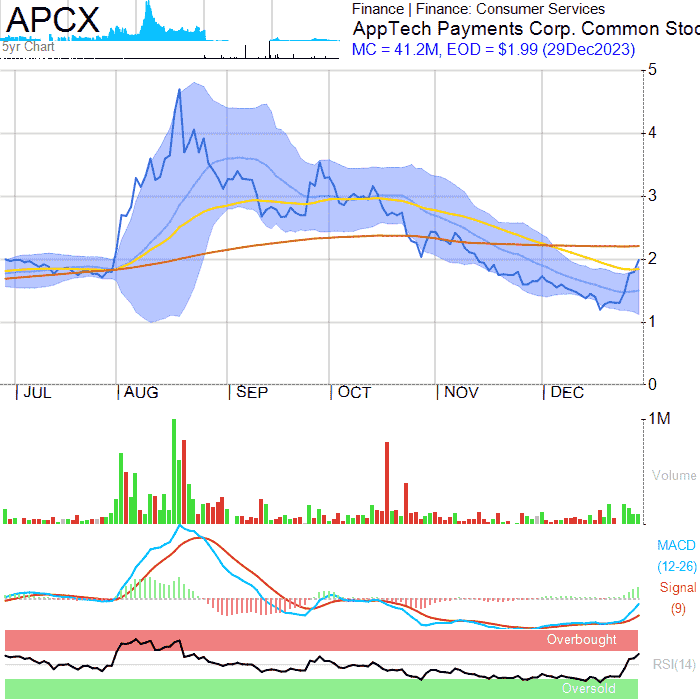 APCX
5yr Chart
Finance | Finance: Consumer Services
AppTech Payments Corp. Common Stoc
MC = 41.2M, EOD = $1.99 (29Dec2023)
5
4
3
2
1
0
JUL AUG SEP OCT NOV DEC
1M
Volume
MACD
(12-26)
Signal
(9)
Overbought
RSI(14)
Oversold